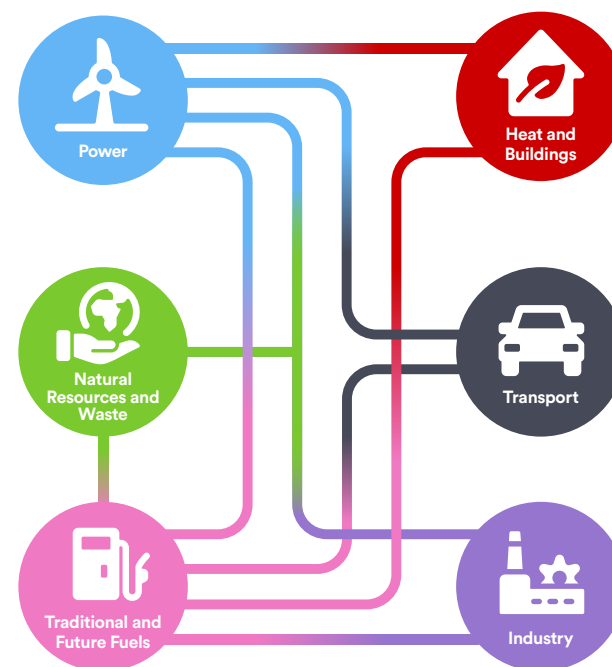 Power
Heat and
Buildings
Natural
Resources and
Waste
Transport
Traditional and
Future Fuels
Industry